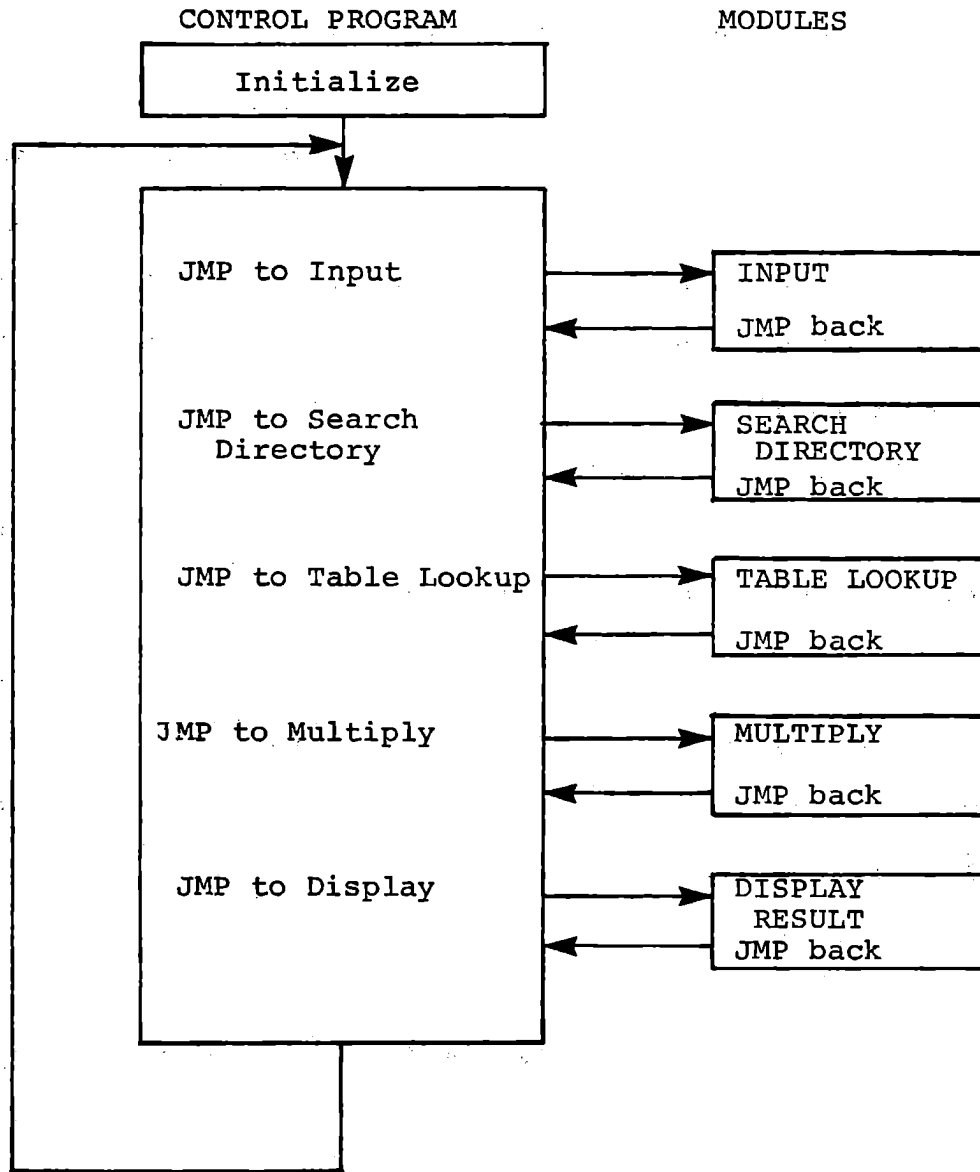 CONTROL PROGRAM
MODULES
Initialize
JMP to Input
INPUT
JMP back
JMP to Search
Directory
SEARCH
DIRECTORY
JMP back
JMP to Table Lookup
TABLE LOOKUP
JMP back
JMP to Multiply
MULTIPLY
JMP back
JMP to Display
DISPLAY
RESULT
JMP back